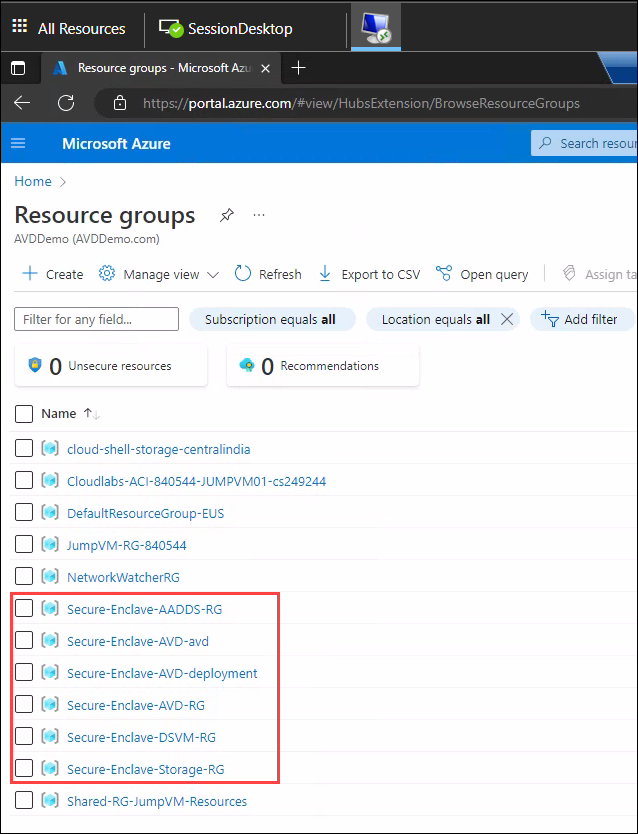 All Resources SessionDesktop
Resource groups - Microsoft Azu
https://portal.azure.com/#view/HubsExtension/BrowseResourceGroups
Microsoft Azure Search resour
Home
Resource groups
AVDDemo (AVDDemo.com)
Create Manage view Refresh Export to CSV Open query Assign ta
Filter for any field... Subscription equals all Location equals all Add filter
0 Unsecure resources 0 Recommendations
Name
cloud-shell-storage-centralindia
Cloudlabs-ACI-840544-JUMPVM01-cs249244
DefaultResourceGroup-EUS
JumpVM-RG-840544
NetworkWatcherRG
Secure-Enclave-AADDS-RG
Secure-Enclave-AVD-avd
Secure-Enclave-AVD-deployment
Secure-Enclave-AVD-RG
Secure-Enclave-DSVM-RG
Secure-Enclave-Storage-RG
Shared-RG-JumpVM-Resources